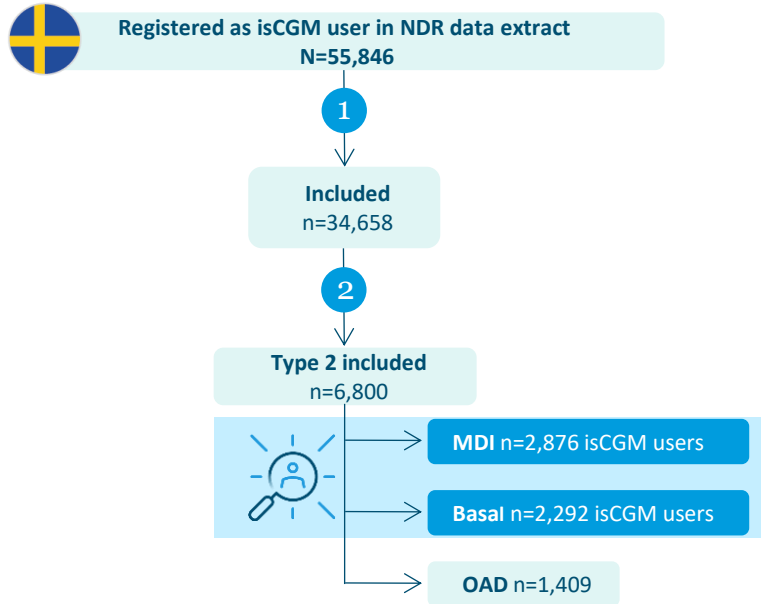 Registered as isCGM user in NDR data extract
N=55,846
1
Included
n=34,658
2
Type 2 included
n=6,800
MDI n=2,876 isCGM users
Basal n=2,292 isCGM users
OAD n=1,409